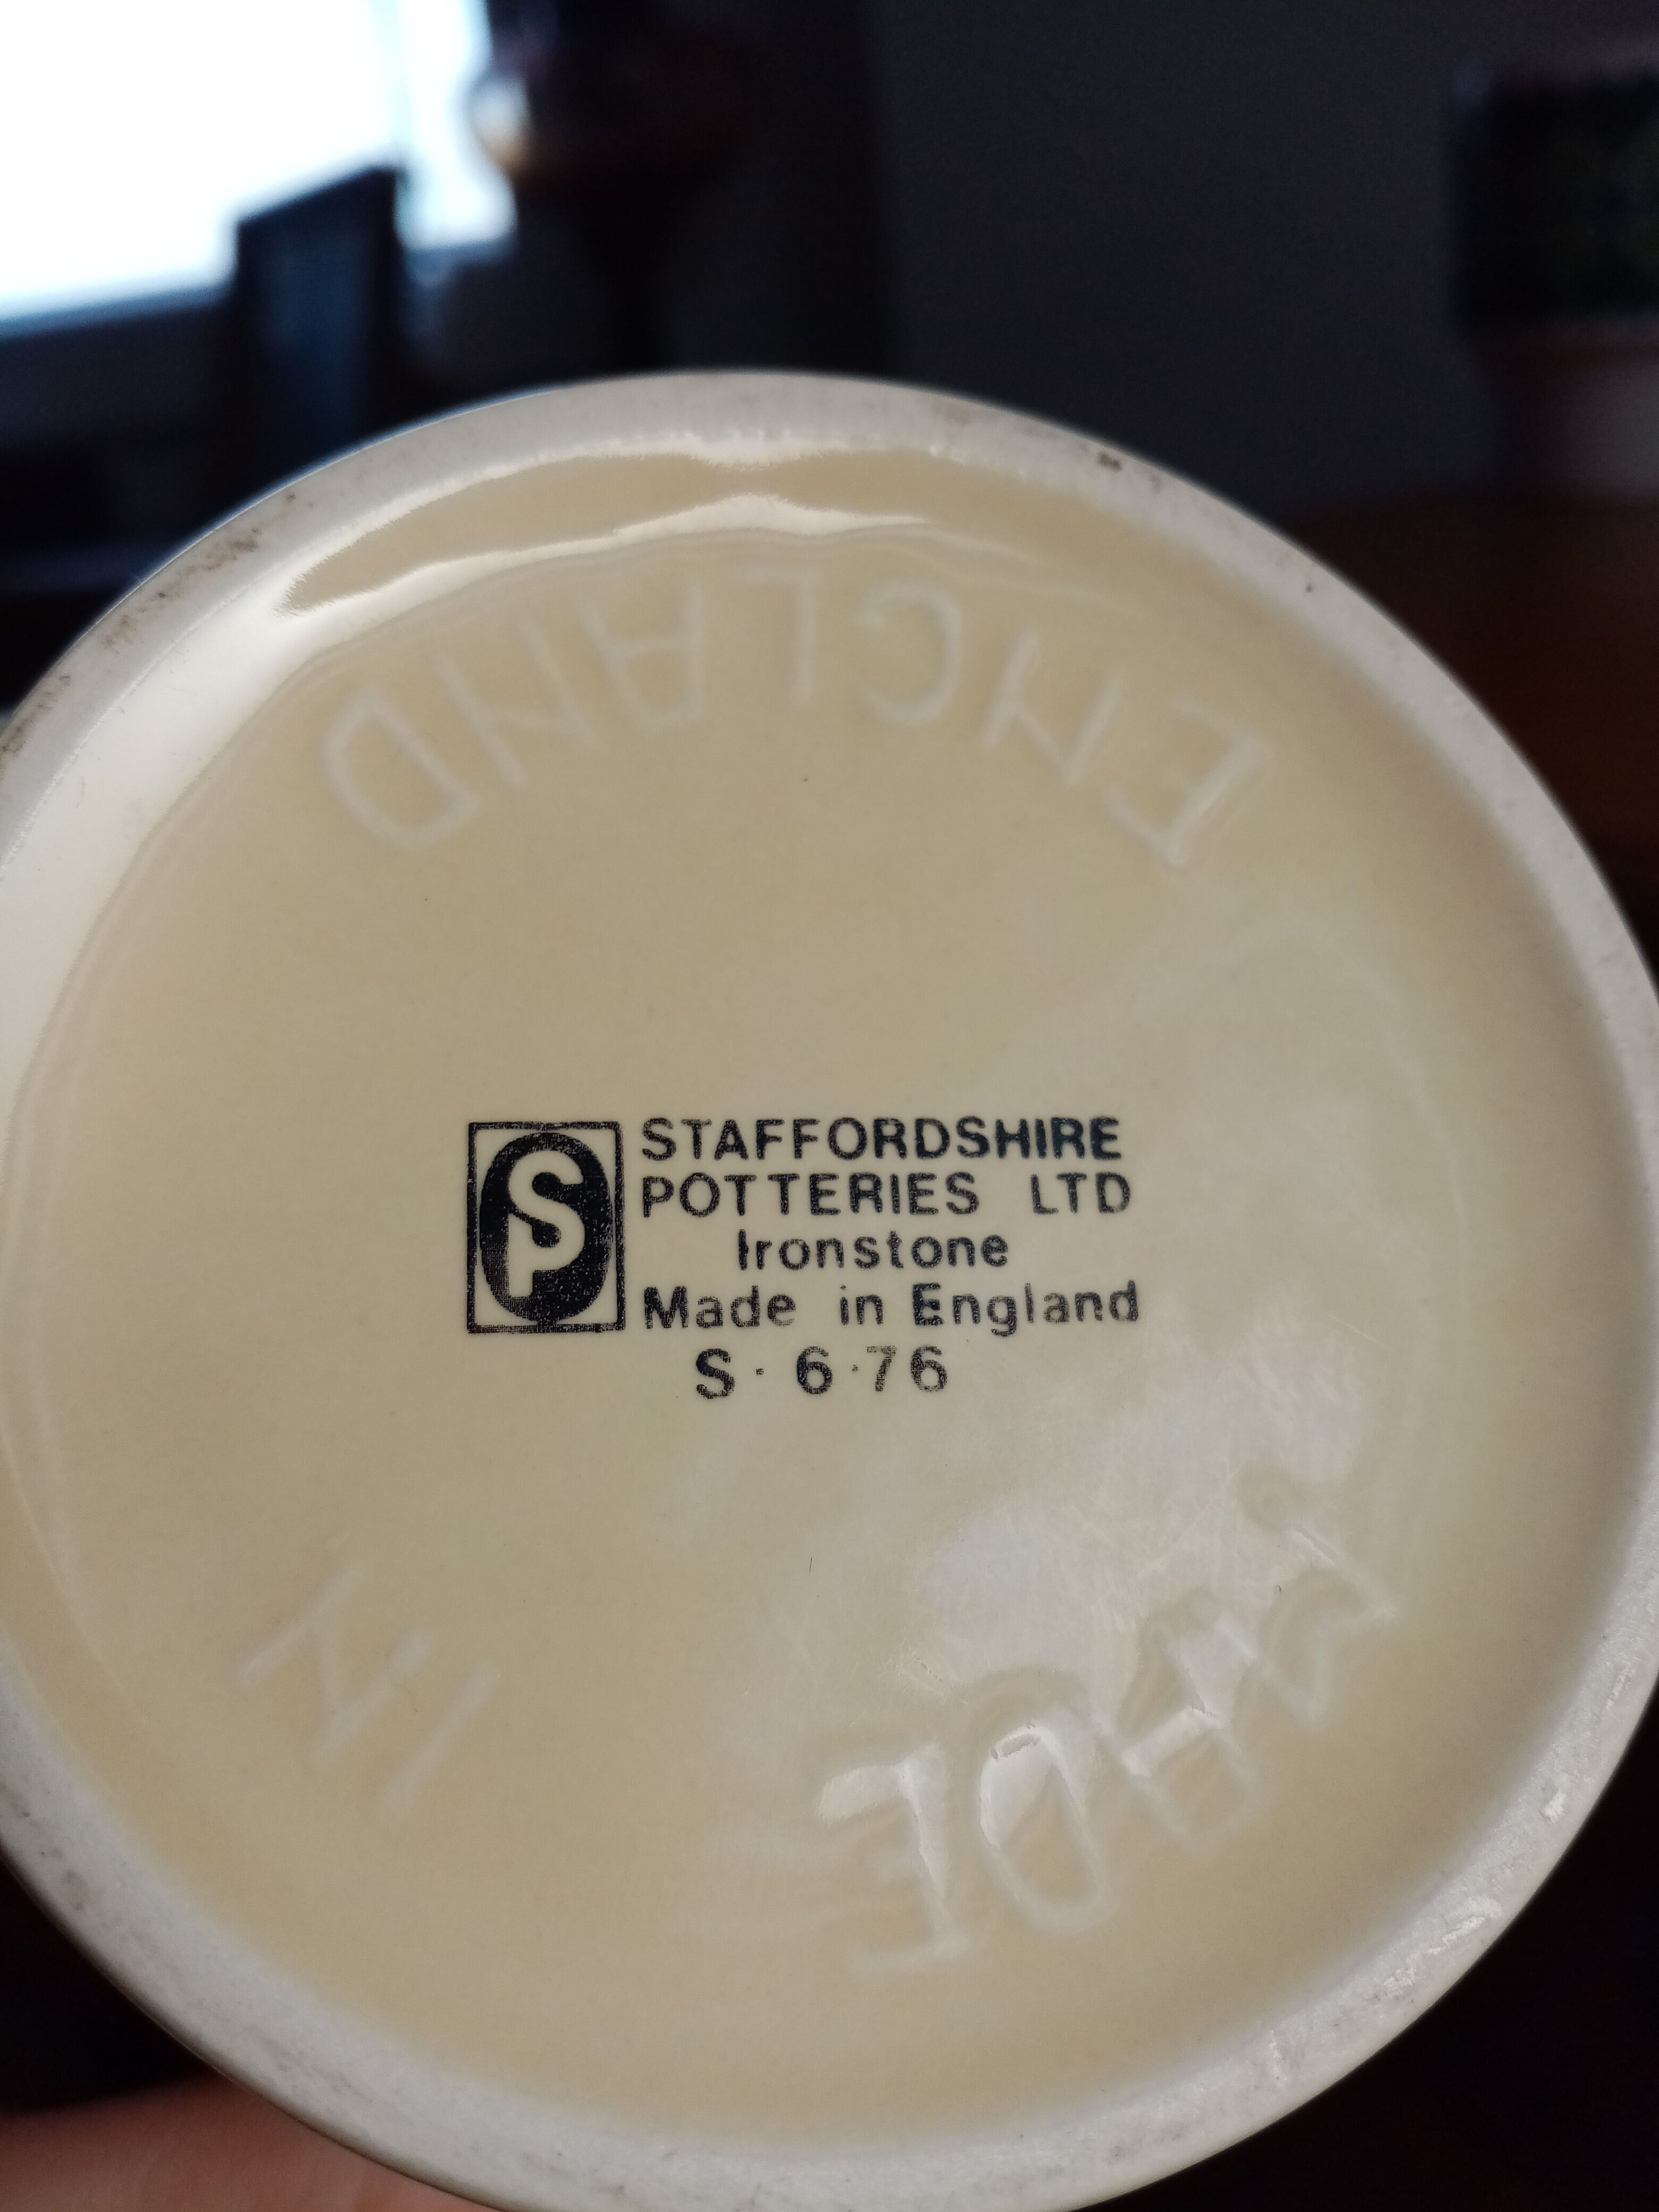 ENGLAND
SP
STAFFORDSHIRE
POTTERIES LTD
Ironstone
Made in England
S·6·76
MADE
IN